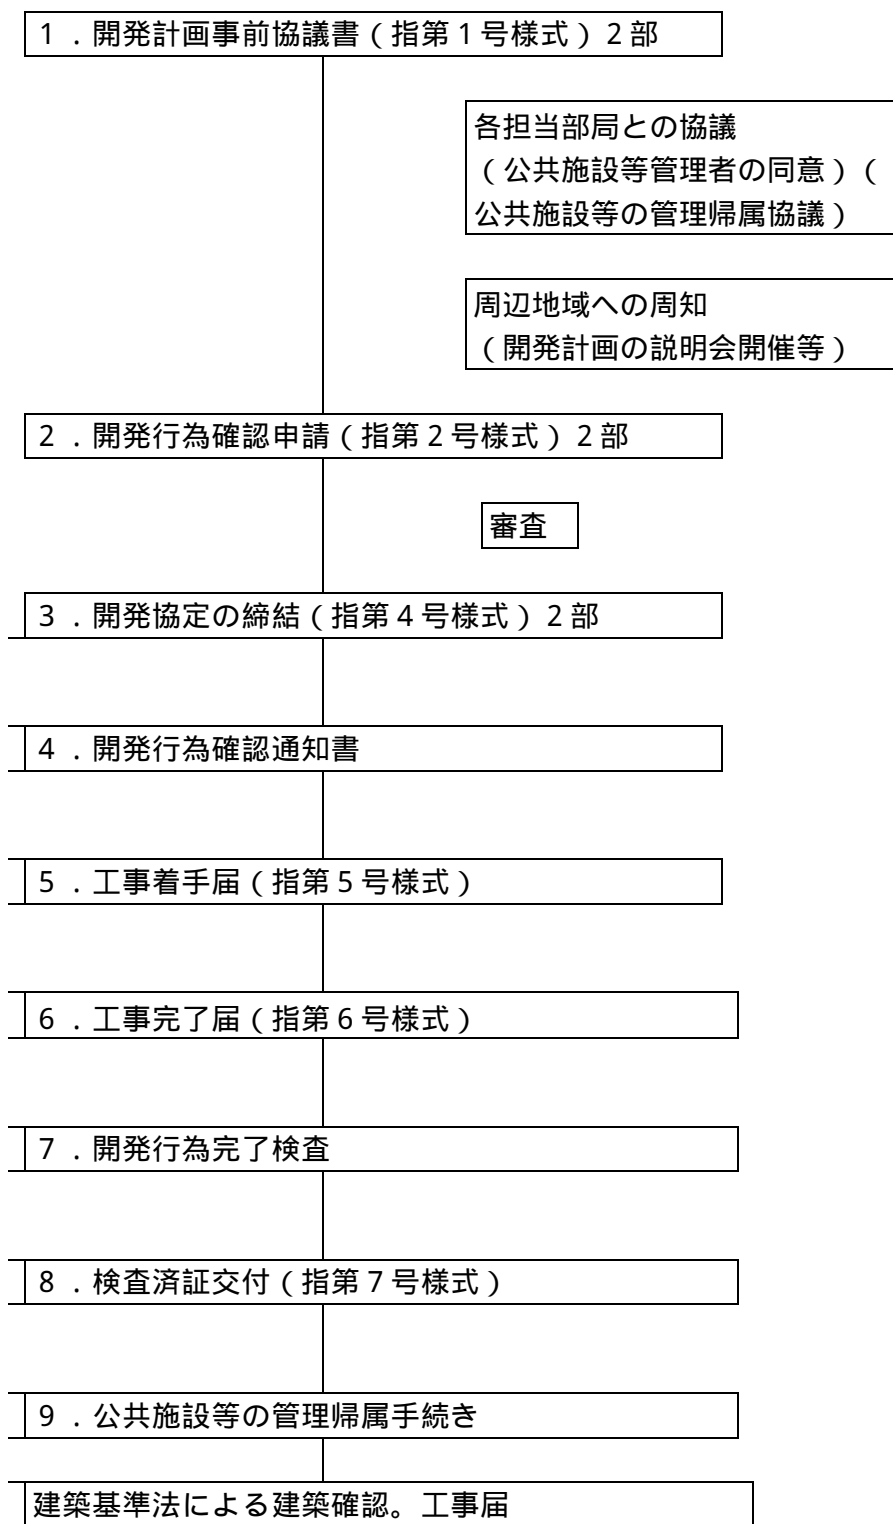 1．開発計画事前協議書（指第1号様式）2部
各担当部局との協議
（公共施設等管理者の同意）（
公共施設等の管理帰属協議）
周辺地域への周知
（開発計画の説明会開催等）
2．開発行為確認申請（指第2号様式）2部
審査
3．開発協定の締結（指第4号様式）2部
4．開発行為確認通知書
5．工事着手届（指第5号様式）
6．工事完了届（指第6号様式）
7．開発行為完了検査
8．検査済証交付（指第7号様式）
9．公共施設等の管理帰属手続き
建築基準法による建築確認。工事届